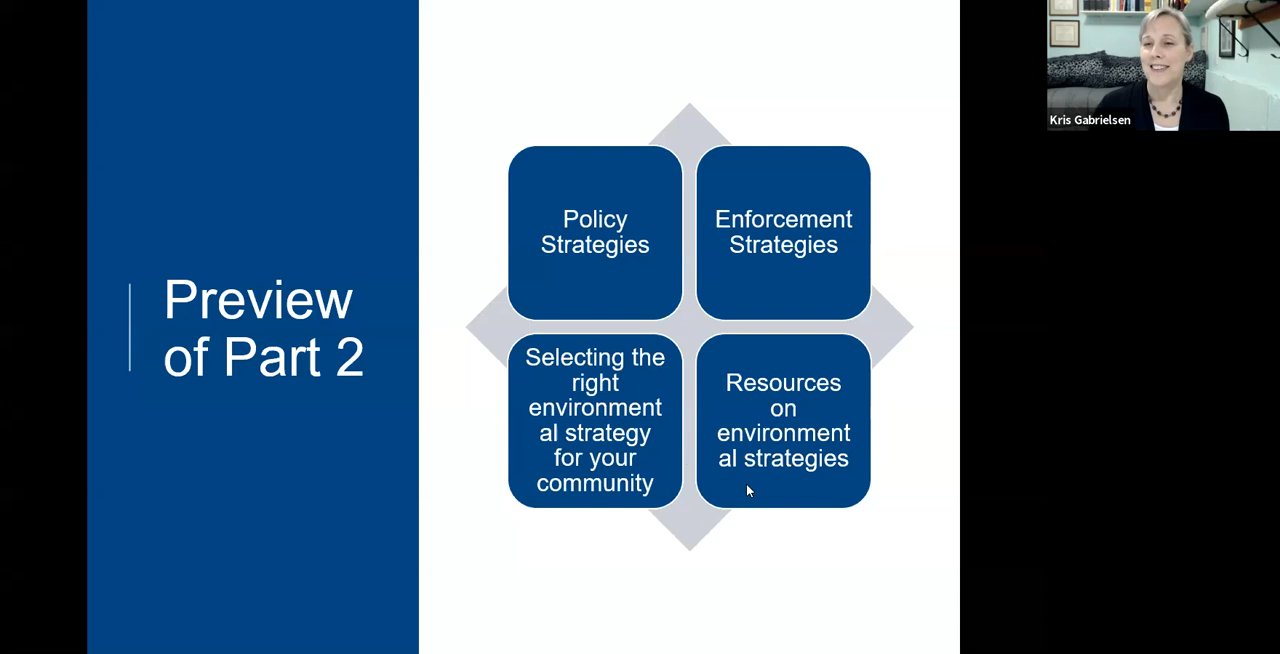 Preview
of Part 2
Policy
Strategies
Enforcement
Strategies
Selecting the
right
environment
al strategy
for your
community
Resources
on
environment
al strategies
Kris Gabrielsen